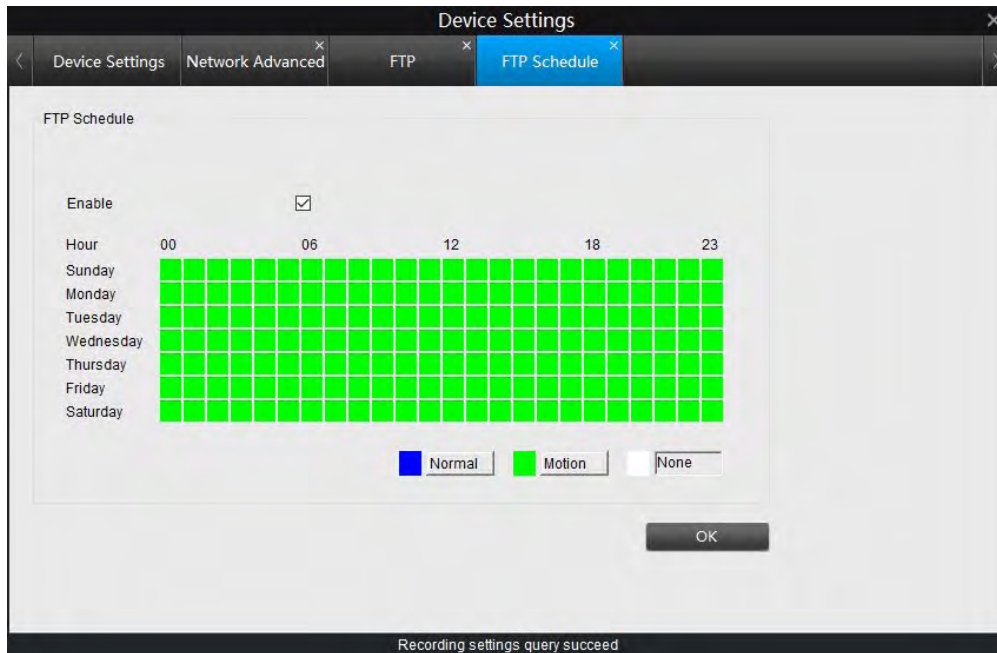 Device Settings
Device Settings Network Advanced FTP FTP Schedule
FTP Schedule
Enable
Hour 00 06 12 18 23
Sunday
Monday
Tuesday
Wednesday
Thursday
Friday
Saturday
Normal Motion None
OK
Recording settings query succeed